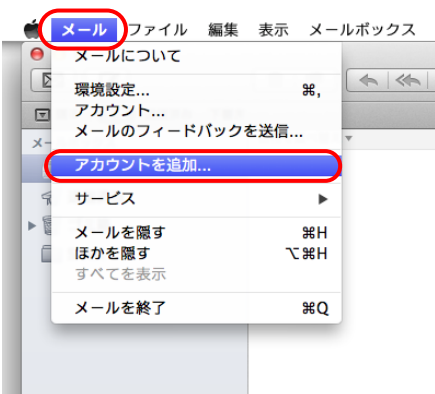 メール ファイル 編集 表示 メールボックス
メールについて
環境設定... ⌘,
アカウント...
メールのフィードバックを送信...
アカウントを追加...
サービス ▶
メールを隠す ⌘H
ほかを隠す ⌥⌘H
すべてを表示
メールを終了 ⌘Q